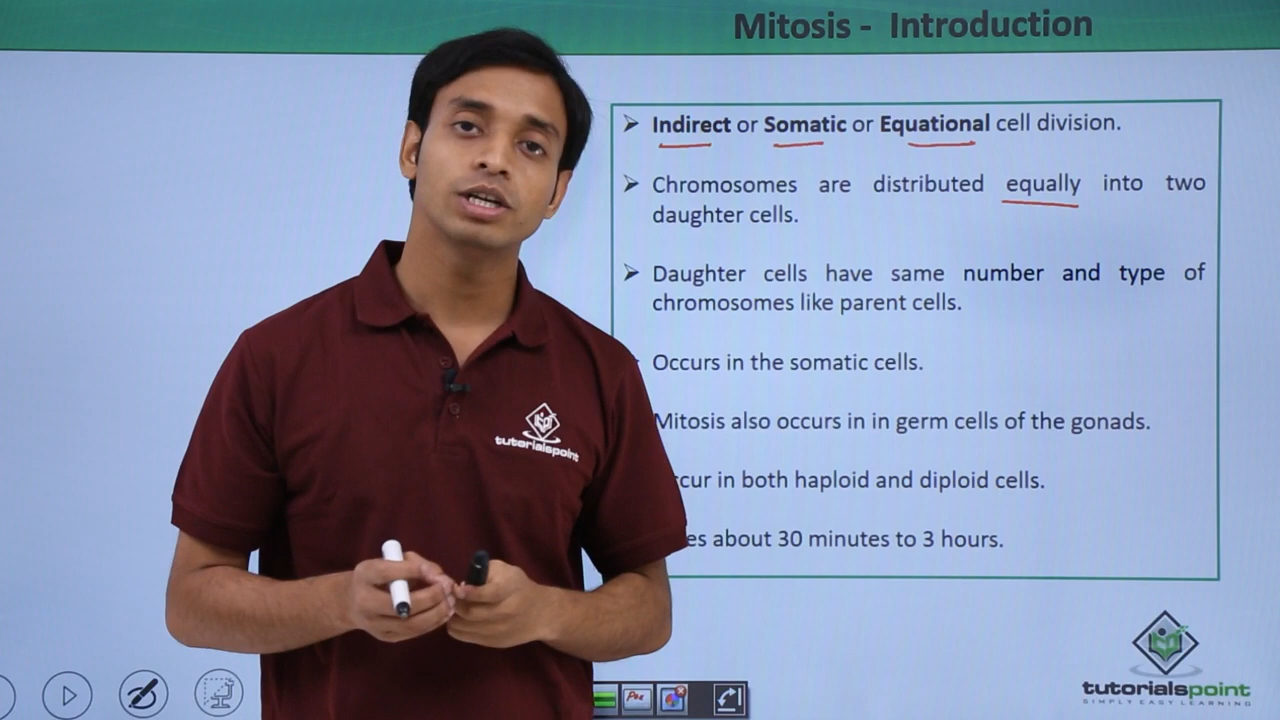 Mitosis - Introduction
Indirect or Somatic or Equational cell division.
Chromosomes are distributed equally into two
daughter cells.
Daughter cells have same number and type of
chromosomes like parent cells.
Occurs in the somatic cells.
Mitosis also occurs in in germ cells of the gonads.
ccur in both haploid and diploid cells.
es about 30 minutes to 3 hours.
tutorialspoint
Pen
tutorialspoint
SIMPLY EASY LEARNING